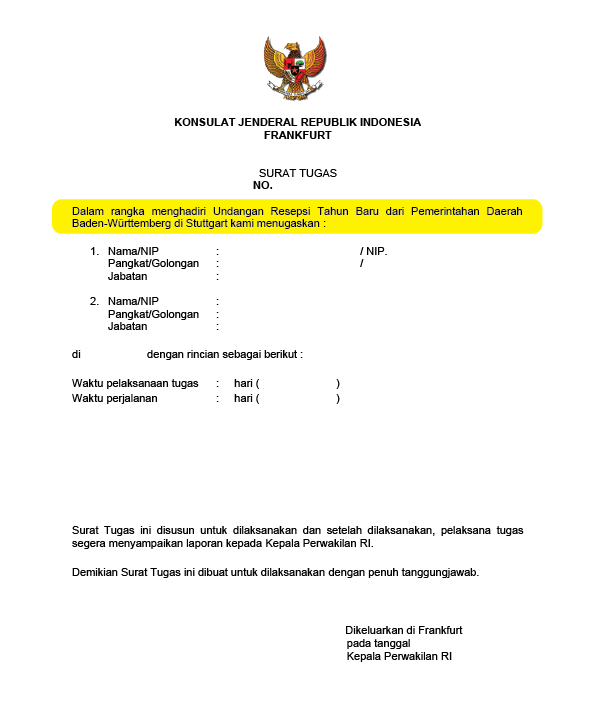 KONSULAT JENDERAL REPUBLIK INDONESIA
FRANKFURT
SURAT TUGAS
NO.
Dalam rangka menghadiri Undangan Resepsi Tahun Baru dari Pemerintahan Daerah
Baden-Württemberg di Stuttgart kami menugaskan :
1. Nama/NIP : / NIP.
Pangkat/Golongan : /
Jabatan :
2. Nama/NIP :
Pangkat/Golongan :
Jabatan :
di dengan rincian sebagai berikut :
Waktu pelaksanaan tugas : hari ( )
Waktu perjalanan : hari ( )
Surat Tugas ini disusun untuk dilaksanakan dan setelah dilaksanakan, pelaksana tugas
segera menyampaikan laporan kepada Kepala Perwakilan RI.
Demikian Surat Tugas ini dibuat untuk dilaksanakan dengan penuh tanggungjawab.
Dikeluarkan di Frankfurt
pada tanggal
Kepala Perwakilan RI